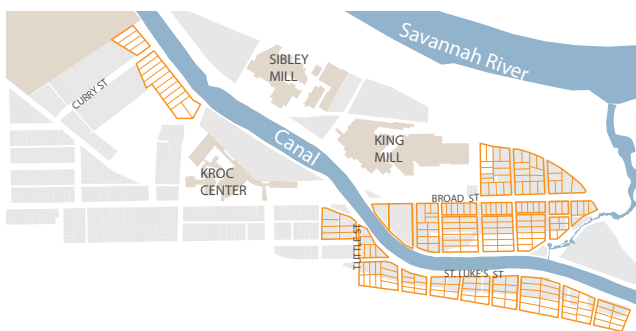 Savannah River
SIBLEY
MILL
CURRY ST
Canal
KING
MILL
KROC
CENTER
BROAD ST
TUTTLE ST
ST. LUKE'S ST